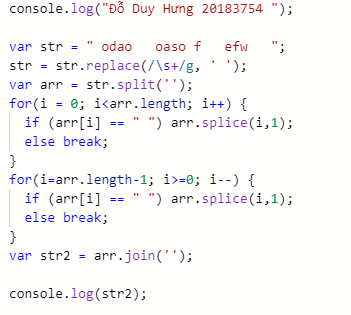 console.log("Đỗ Duy Hưng 20183754 ");
var str = " odao   oaso f   efw   ";
str = str.replace(/\s+/g, ' ');
var arr = str.split('');
for(i = 0; i<arr.length; i++) {
  if (arr[i] == " ") arr.splice(i,1);
  else break;
}
for(i=arr.length-1; i>=0; i--) {
  if (arr[i] == " ") arr.splice(i,1);
  else break;
}
var str2 = arr.join('');
console.log(str2);